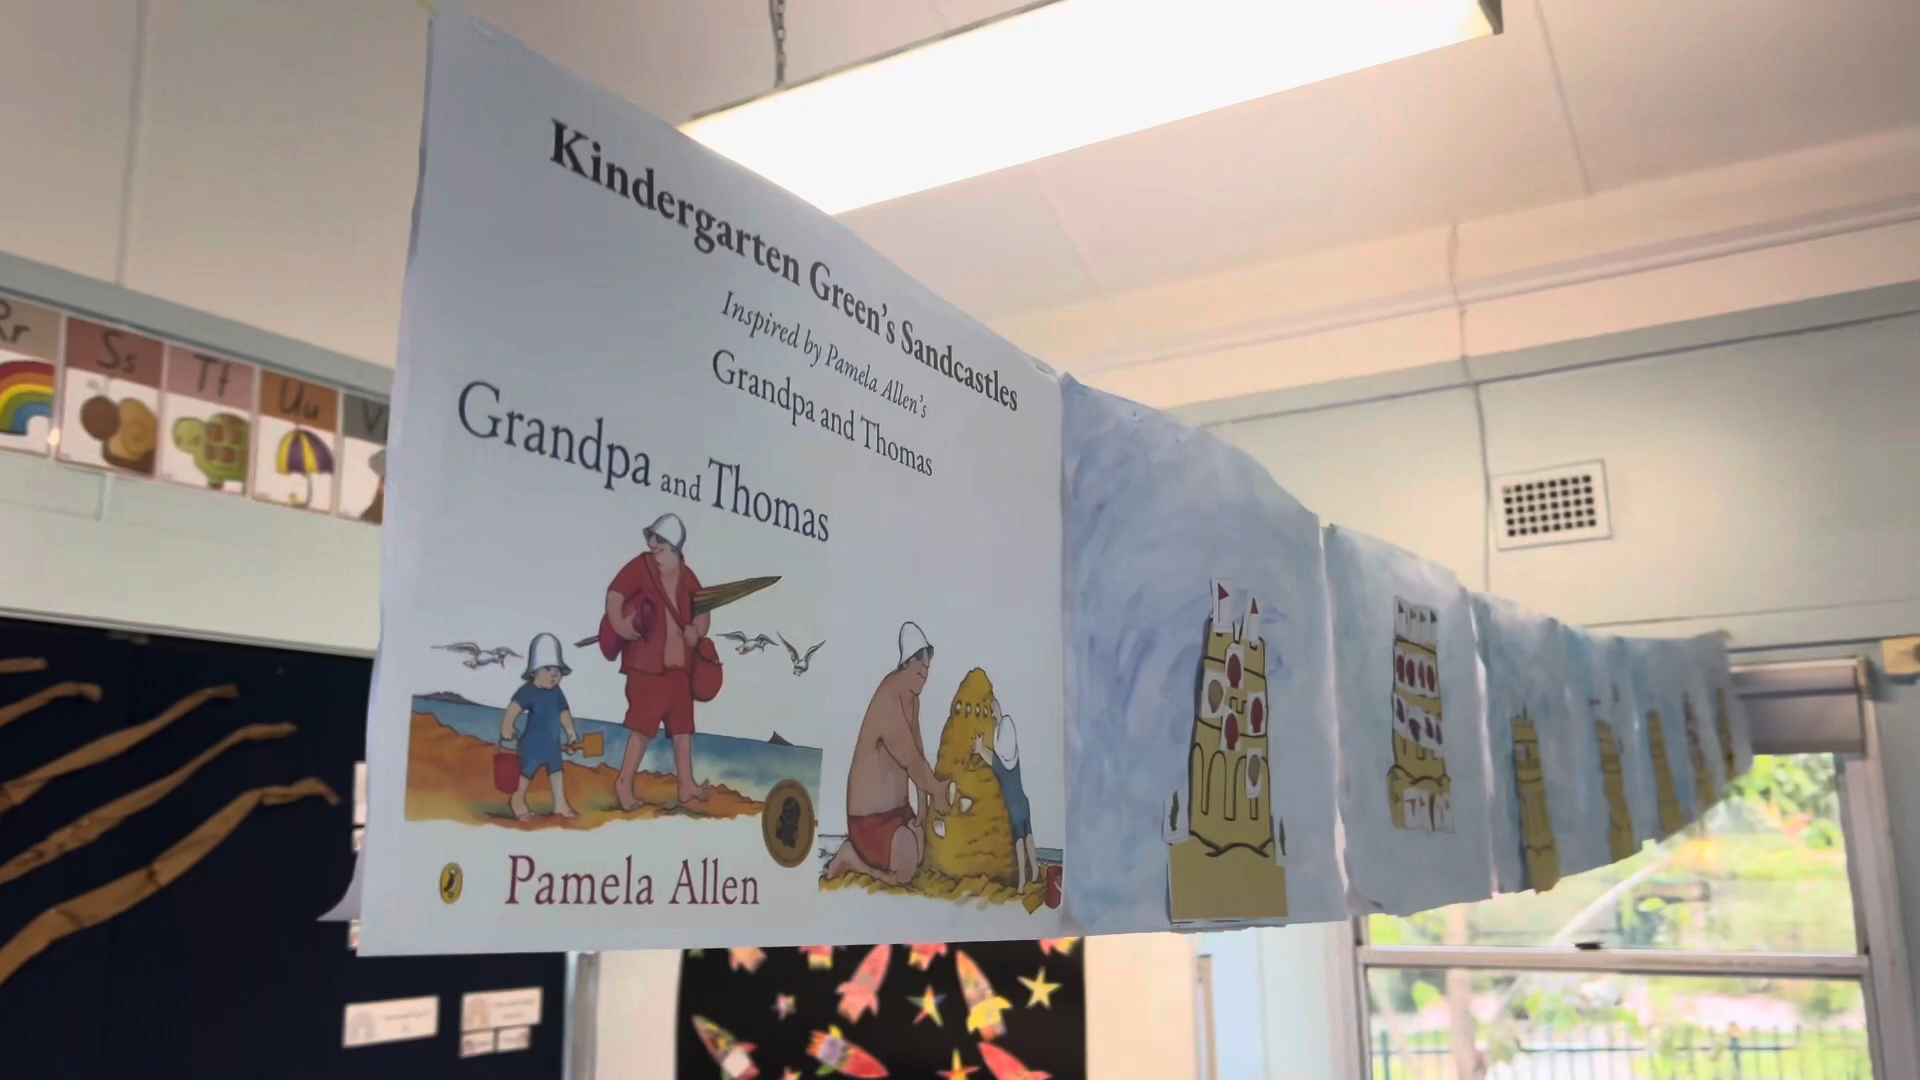 Kindergarten Green's Sandcastles
Inspired by Pamela Allen's
Grandpa and Thomas
Grandpa and Thomas
Pamela Allen
Rr
Ss
Tt
Uu
V